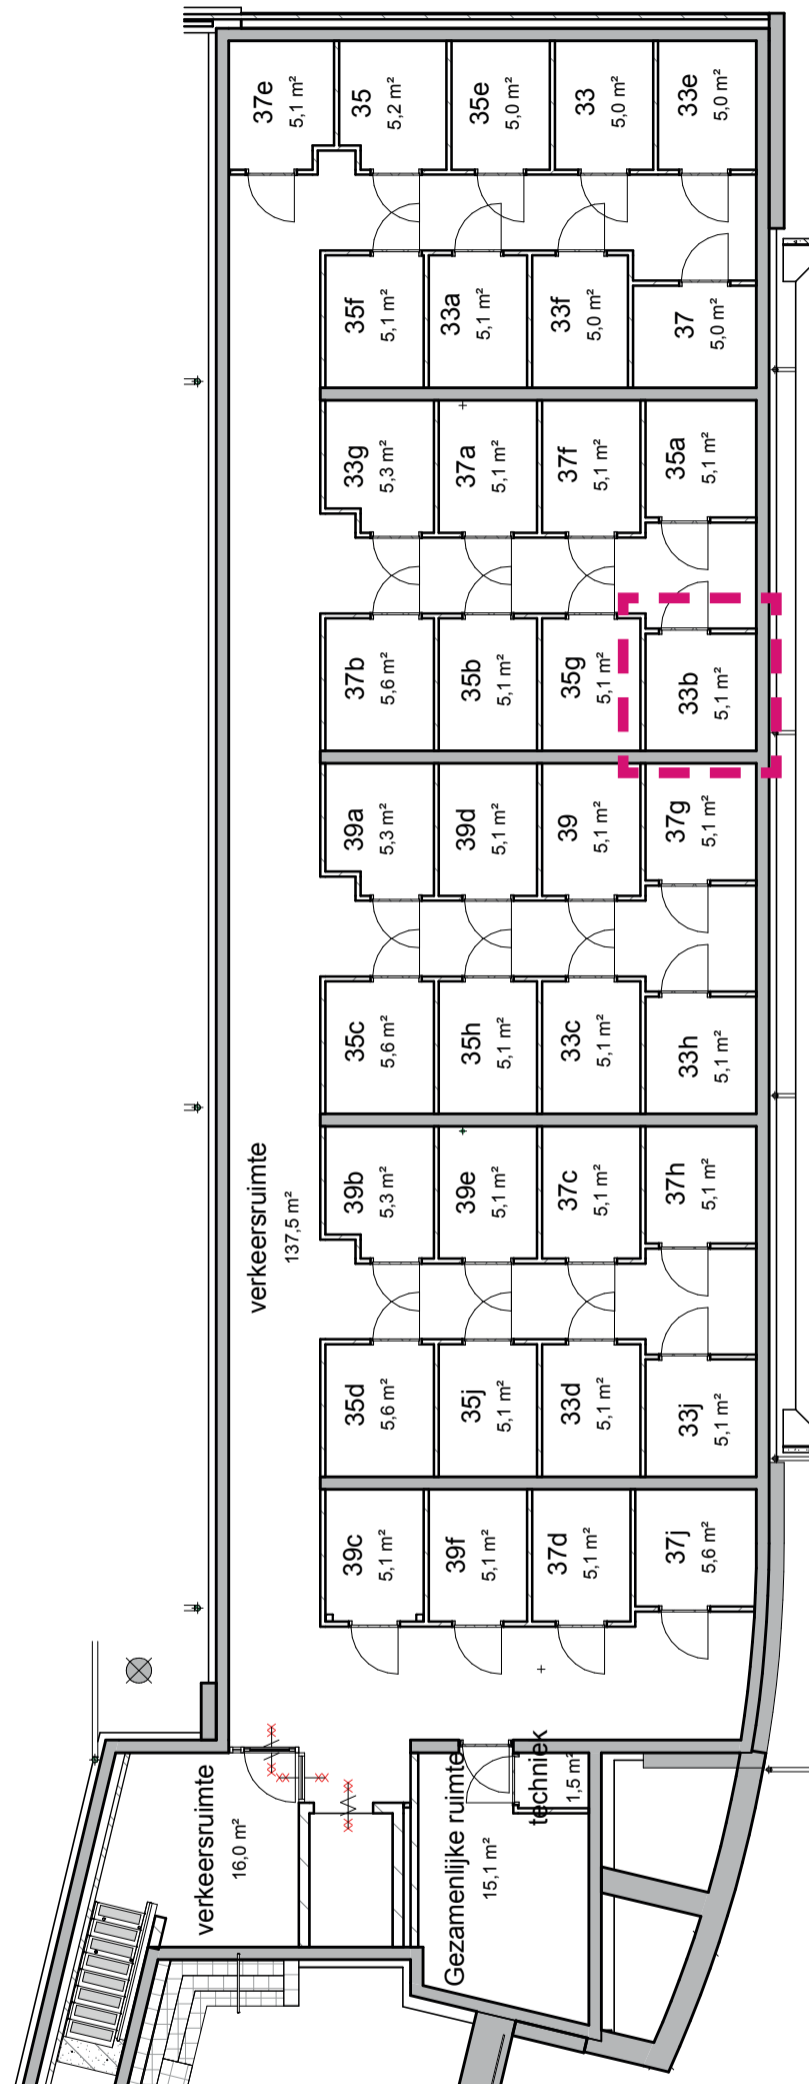 37e
5,1 m²
35
5,2 m²
35e
5,0 m²
33
5,0 m²
33e
5,0 m²
35f
5,1 m²
33a
5,1 m²
33f
5,0 m²
37
5,0 m²
33g
5,3 m²
37a
5,1 m²
37f
5,1 m²
35a
5,1 m²
37b
5,6 m²
35b
5,1 m²
35g
5,1 m²
33b
5,1 m²
39a
5,3 m²
39d
5,1 m²
39
5,1 m²
37g
5,1 m²
35c
5,6 m²
35h
5,1 m²
33c
5,1 m²
33h
5,1 m²
verkeersruimte
137,5 m²
39b
5,3 m²
39e
5,1 m²
37c
5,1 m²
37h
5,1 m²
35d
5,6 m²
35j
5,1 m²
33d
5,1 m²
33j
5,1 m²
39c
5,1 m²
39f
5,1 m²
37d
5,1 m²
37j
5,6 m²
verkeersruimte
16,0 m²
Gezamenlijke ruimte
15,1 m²
techniek
1,5 m²